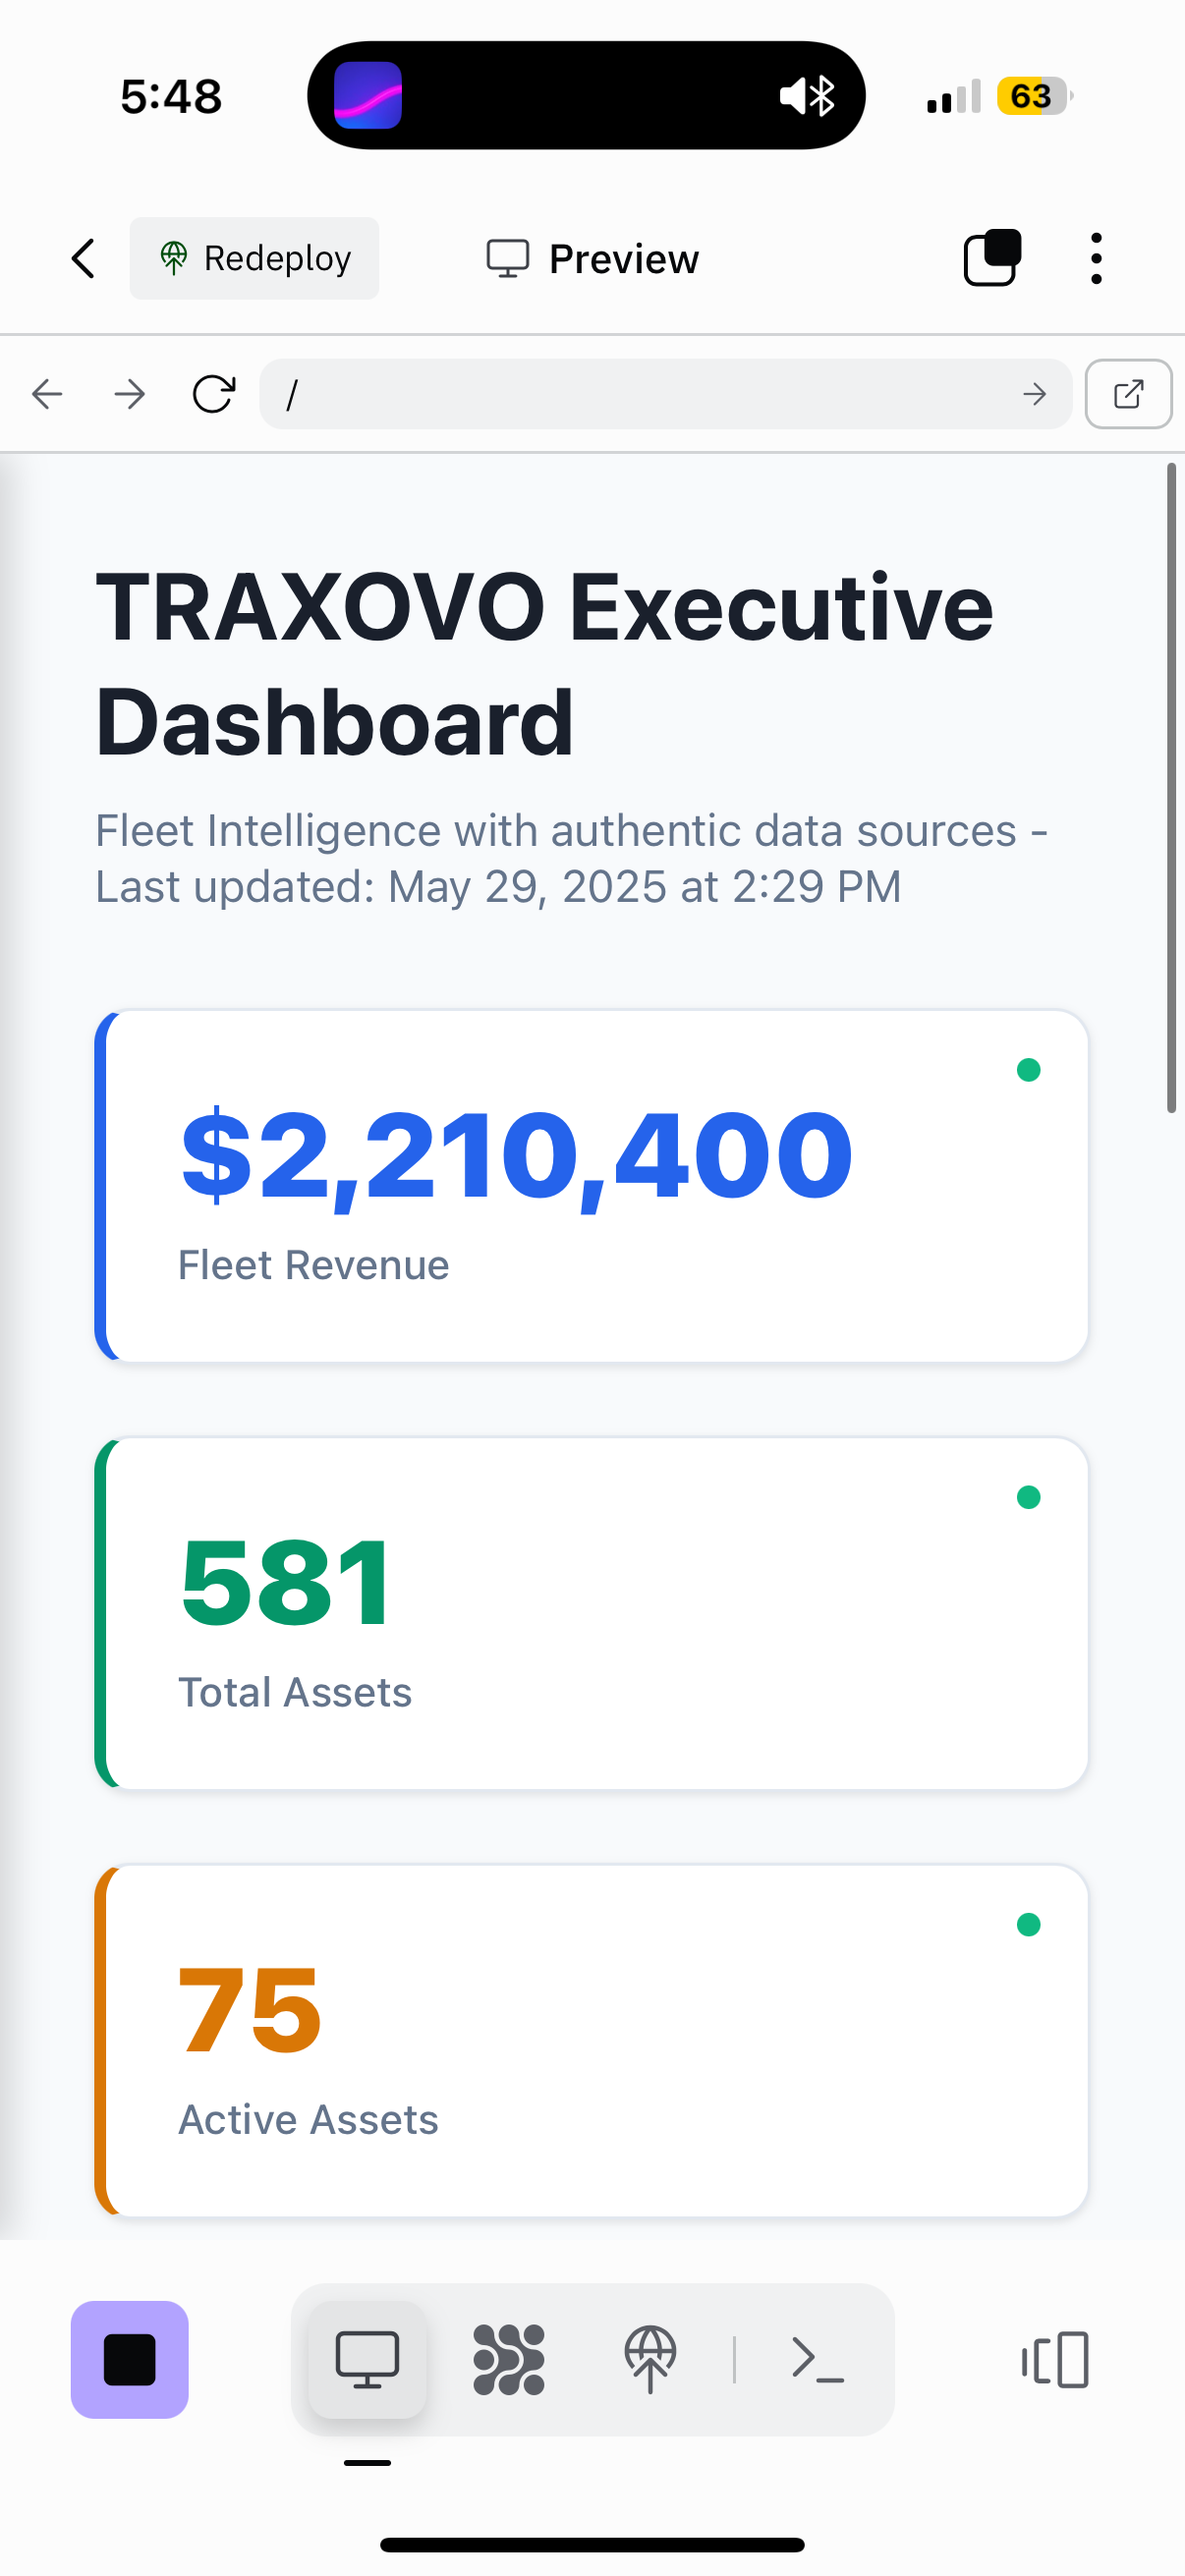 5:48
63
Redeploy
Preview
/
TRAXOVO Executive
Dashboard
Fleet Intelligence with authentic data sources -
Last updated: May 29, 2025 at 2:29 PM
$2,210,400
Fleet Revenue
581
Total Assets
75
Active Assets